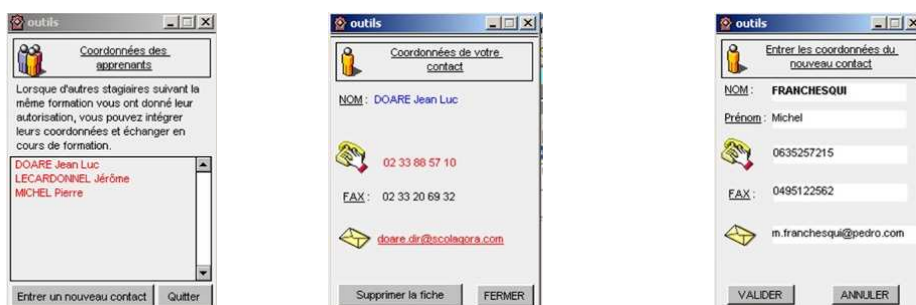 outils
Coordonnées des
apprenants
Lorsque d'autres stagiaires suivant la
même formation vous ont donné leur
autorisation, vous pouvez intégrer
leurs coordonnées et échanger en
cours de formation.
DOARE Jean Luc
LECARDONNEL Jérôme
MICHEL Pierre
Entrer un nouveau contact
Quitter
outils
Coordonnées de votre
contact
NOM : DOARE Jean Luc
02 33 88 57 10
FAX : 02 33 20 69 32
doare.dir@scolagora.com
Supprimer la fiche
FERMER
outils
Entrer les coordonnées du
nouveau contact
NOM : FRANCHESQUI
Prénom : Michel
0635257215
FAX : 0495122562
m.franchesqui@pedro.com
VALIDER
ANNULER